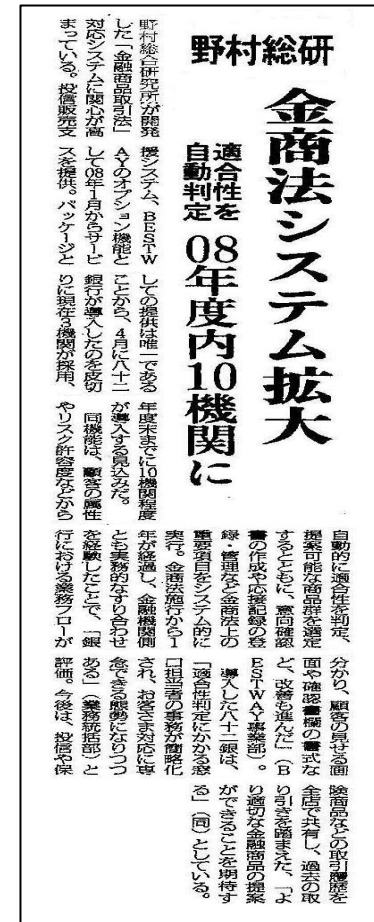 野村総研
金商法システム拡大
適合性を
自動判定
08年度内10機関に
野村総合研究所が開発
した「金融商品取引法」
対応システムに関心が高
まっている。投信販売支
援システム、BESTW
AYのオプション機能と
して08年1月からサービ
スを提供。パッケージと
しての提供は唯一である
ことから、4月に八十二
銀行が導入したのを皮切
りに現在3機関が採用、
年度末までに10機関程度
が導入する見込みだ。
同機能は、顧客の属性
やリスク許容度などから
自動的に適合性を判定、
提案可能な商品群を選定
するとともに、意向確認
書の作成や応接記録の登
録・管理など金商法上の
重要項目をシステム的に
実行。金商法施行から1
年が経過し、金融機関側
とも実務的なすり合わせ
を経験したことで、「銀
行における業務フローが
分かり、顧客の見せる画
面や確認書欄の書式な
ど、改善も進んだ」（B
ESTWAY事業部）。
導入した八十二銀は、
「適合性判定にかかる窓
口担当者の事務が簡略化
され、お客さま対応に専
念できる態勢になりつつ
ある」（業務統括部）と
評価。今後は、投信や保
険商品などの取引履歴を
全店で共有し、過去の取
り引きを踏まえた、「よ
り適切な金融商品の提案
ができることを期待す
る」（同）としている。